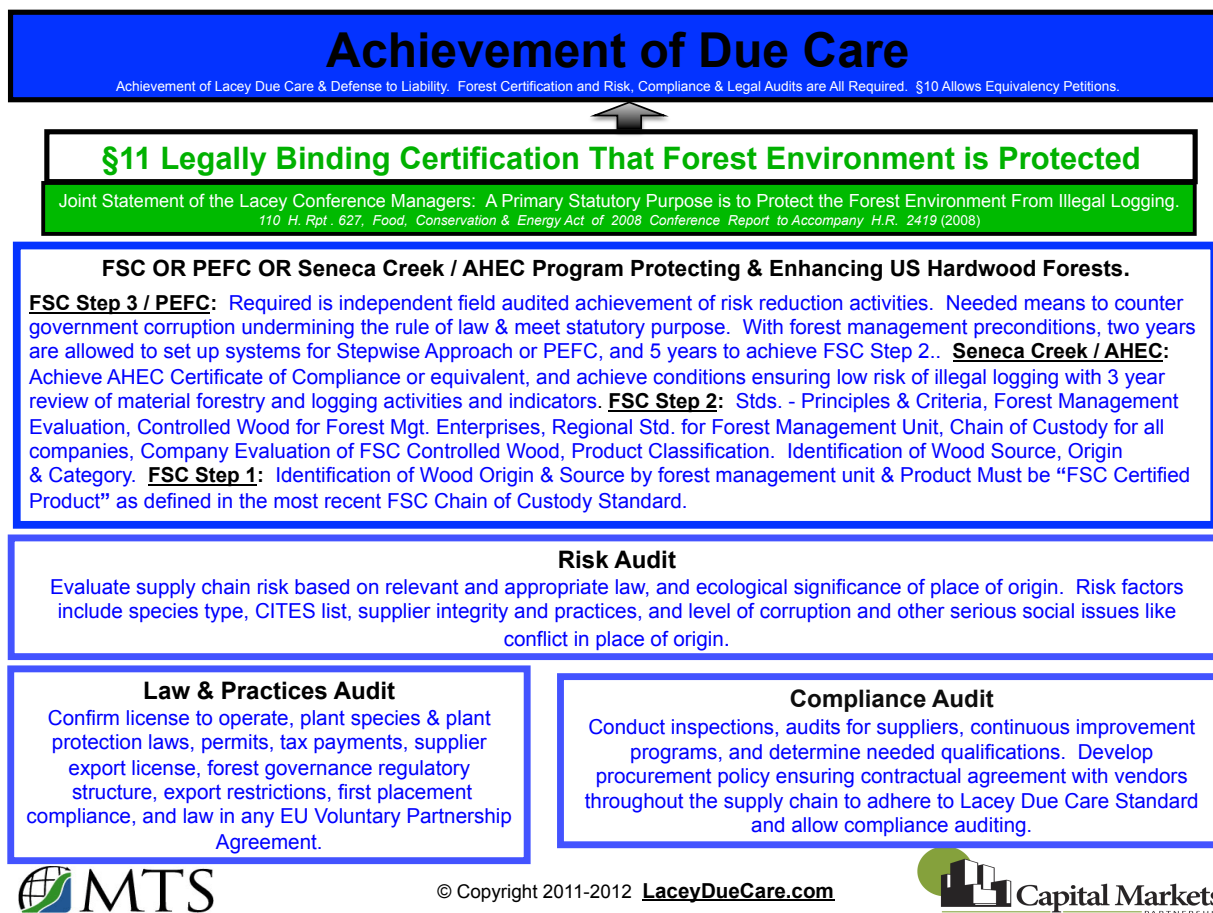 Achievement of Due Care
Achievement of Lacey Due Care & Defense to Liability.  Forest Certification and Risk, Compliance & Legal Audits are All Required.  §10 Allows Equivalency Petitions.
§11 Legally Binding Certification That Forest Environment is Protected
Joint Statement of the Lacey Conference Managers:  A Primary Statutory Purpose is to Protect the Forest Environment From Illegal Logging.
110 H. Rpt . 627, Food, Conservation & Energy Act of 2008 Conference Report to Accompany H.R. 2419 (2008)
FSC OR PEFC OR Seneca Creek / AHEC Program Protecting & Enhancing US Hardwood Forests.
FSC Step 3 / PEFC:  Required is independent field audited achievement of risk reduction activities.  Needed means to counter
government corruption undermining the rule of law & meet statutory purpose.  With forest management preconditions, two years
are allowed to set up systems for Stepwise Approach or PEFC, and 5 years to achieve FSC Step 2..  Seneca Creek / AHEC:
Achieve AHEC Certificate of Compliance or equivalent, and achieve conditions ensuring low risk of illegal logging with 3 year
review of material forestry and logging activities and indicators. FSC Step 2:  Stds. - Principles & Criteria, Forest Management
Evaluation, Controlled Wood for Forest Mgt. Enterprises, Regional Std. for Forest Management Unit, Chain of Custody for all
companies, Company Evaluation of FSC Controlled Wood, Product Classification.  Identification of Wood Source, Origin
& Category.  FSC Step 1:  Identification of Wood Origin & Source by forest management unit & Product Must be “FSC Certified
Product” as defined in the most recent FSC Chain of Custody Standard.
Risk Audit
Evaluate supply chain risk based on relevant and appropriate law, and ecological significance of place of origin.  Risk factors
include species type, CITES list, supplier integrity and practices, and level of corruption and other serious social issues like
conflict in place of origin.
Law & Practices Audit
Confirm license to operate, plant species & plant
protection laws, permits, tax payments, supplier
export license, forest governance regulatory
structure, export restrictions, first placement
compliance, and law in any EU Voluntary Partnership
Agreement.
Compliance Audit
Conduct inspections, audits for suppliers, continuous improvement
programs, and determine needed qualifications.  Develop
procurement policy ensuring contractual agreement with vendors
throughout the supply chain to adhere to Lacey Due Care Standard
and allow compliance auditing.
MTS
© Copyright 2011-2012  LaceyDueCare.com
Capital Markets
PARTNERSHIP